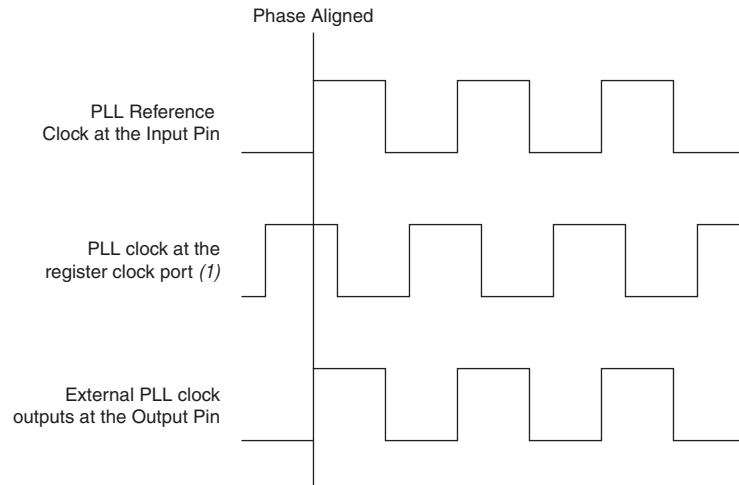 Phase Aligned
PLL Reference
Clock at the Input Pin
PLL clock at the
register clock port (1)
External PLL clock
outputs at the Output Pin